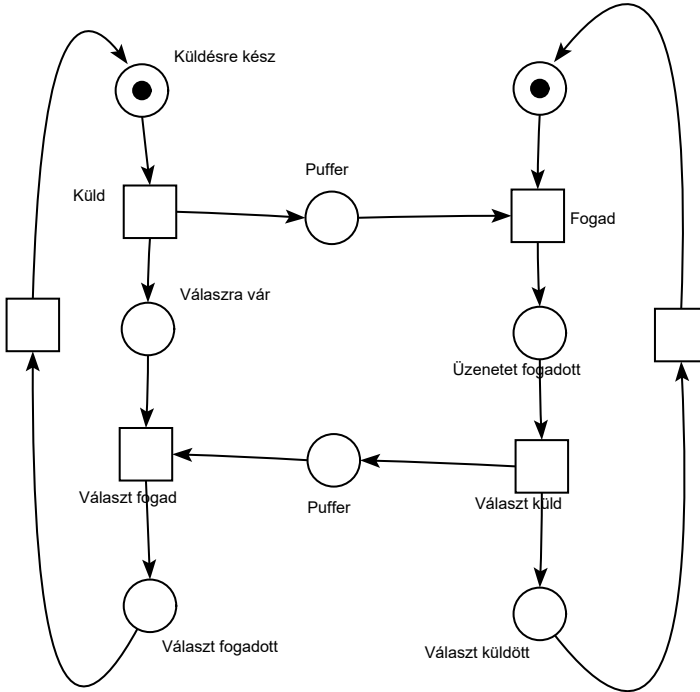 Küldésre kész
Puffer
Küld
Fogad
Válaszra vár
Üzenetet fogadott
Választ fogad
Puffer
Választ küld
Választ fogadott
Választ küldött